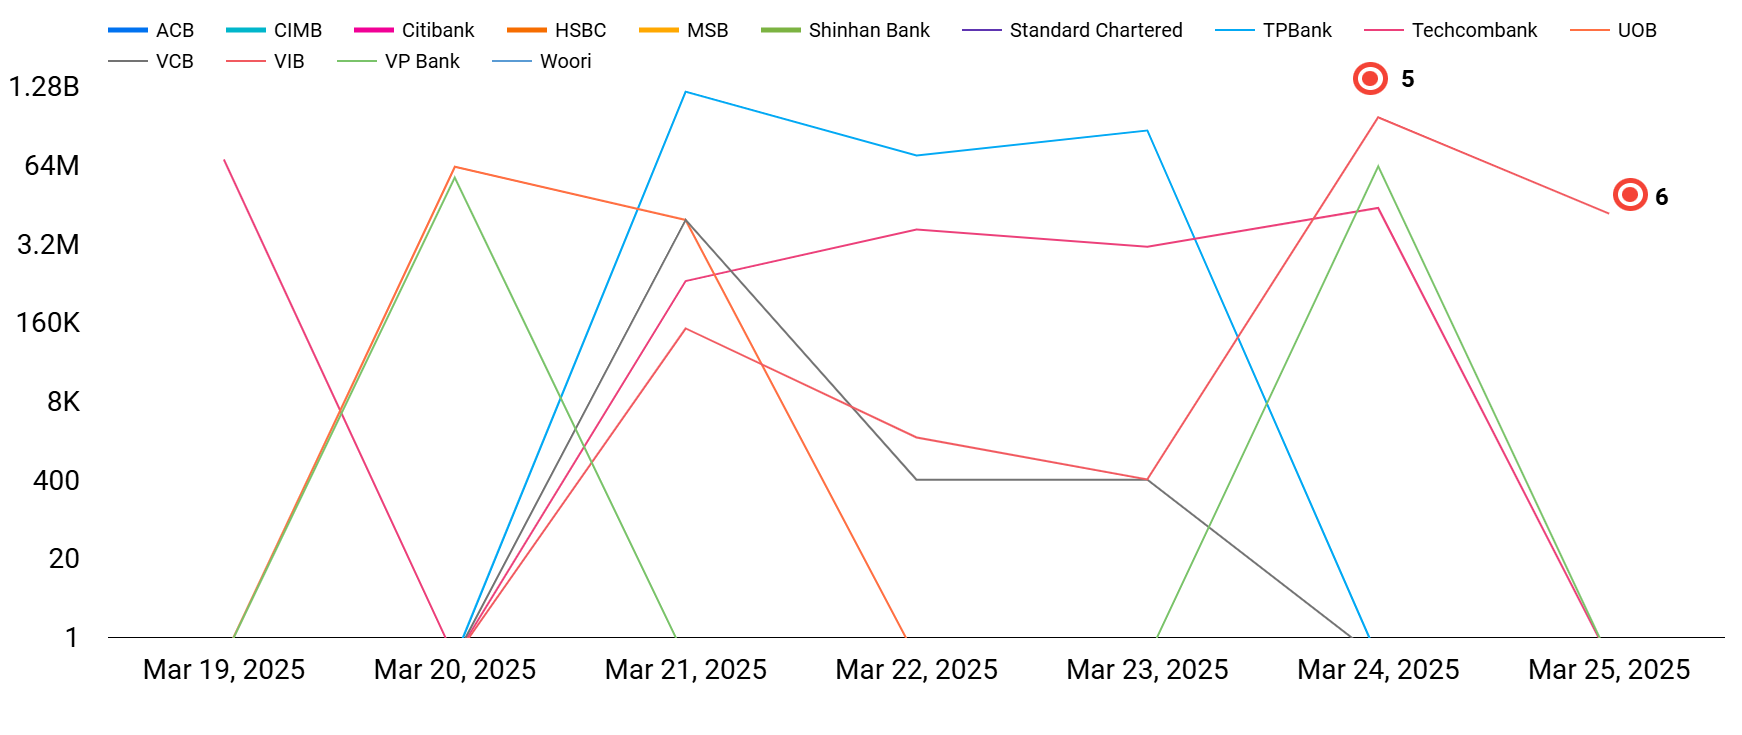 ACB CIMB Citibank HSBC MSB Shinhan Bank Standard Chartered TPBank Techcombank UOB
VCB VIB VP Bank Woori
5
6
1.28B
64M
3.2M
160K
8K
400
20
1
Mar 19, 2025 Mar 20, 2025 Mar 21, 2025 Mar 22, 2025 Mar 23, 2025 Mar 24, 2025 Mar 25, 2025